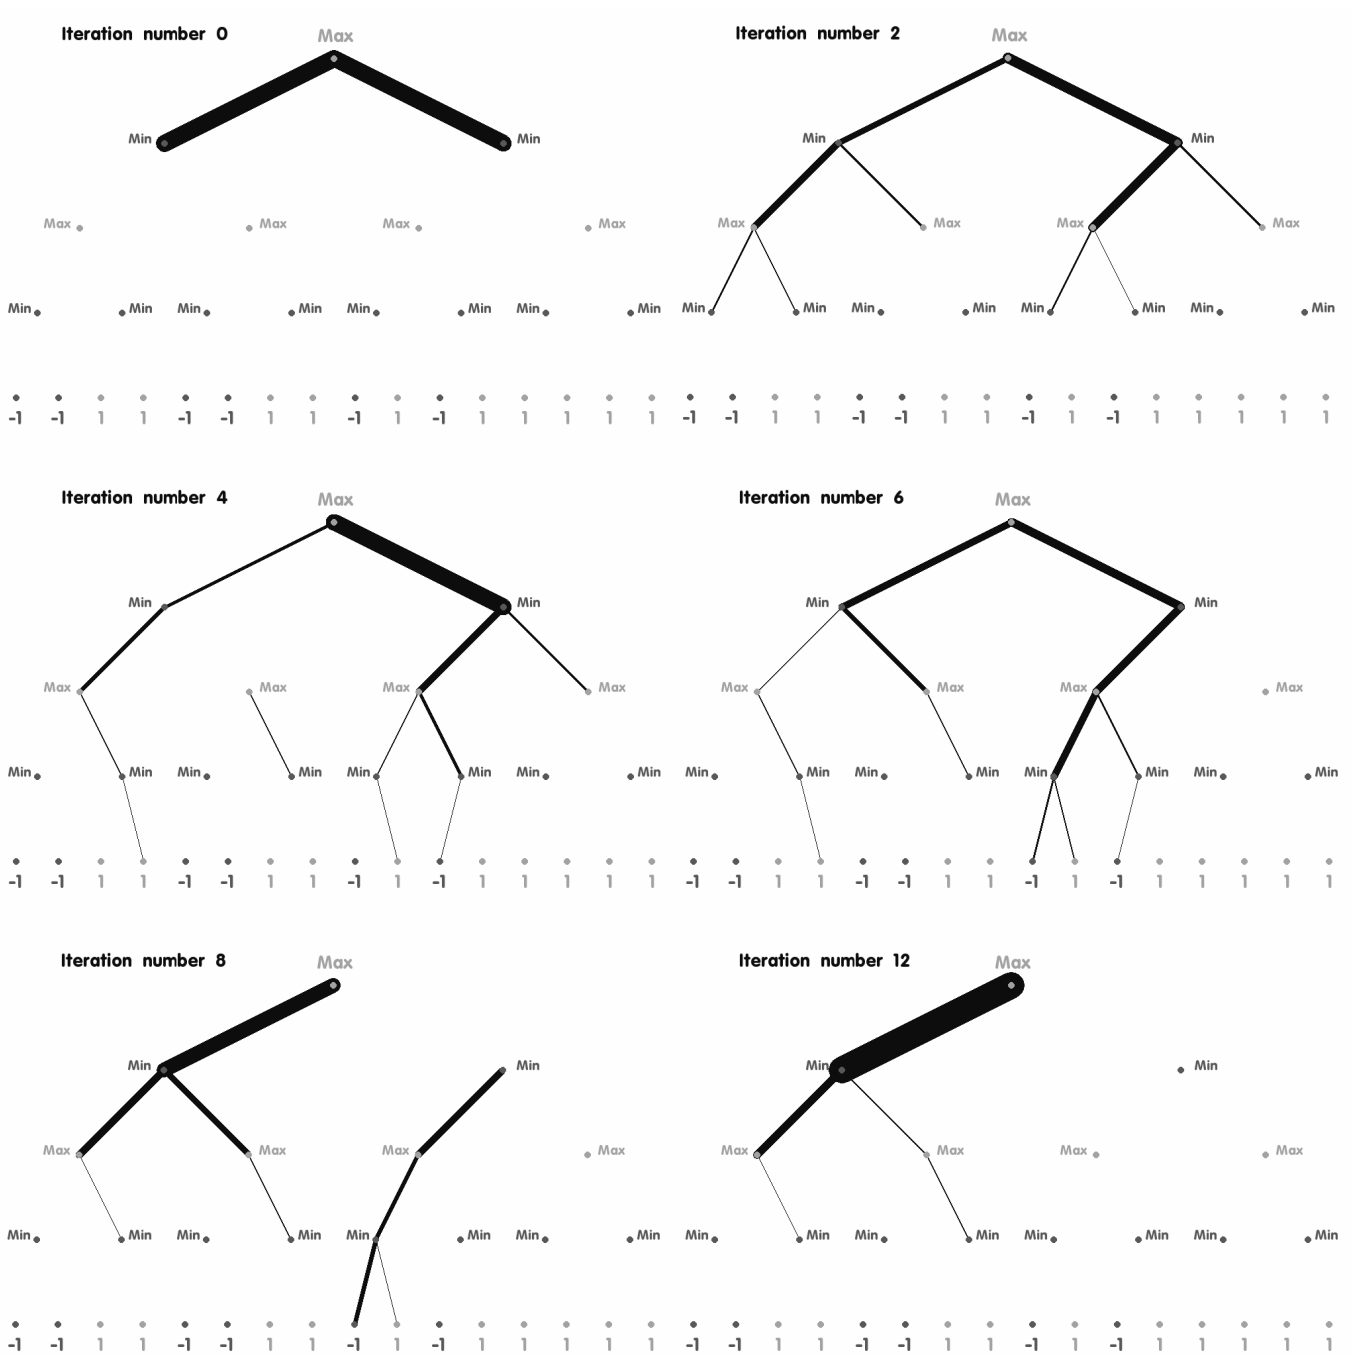 Iteration number 0 Max
Min Min
Max Max Max Max
Min Min Min Min Min Min Min Min
-1 -1 1 1 -1 -1 1 1 -1 1 -1 1 1 1 1 1
Iteration number 2 Max
Min Min
Max Max Max Max
Min Min Min Min Min Min Min Min
-1 -1 1 1 -1 -1 1 1 -1 1 -1 1 1 1 1 1
Iteration number 4 Max
Min Min
Max Max Max Max
Min Min Min Min Min Min Min Min
-1 -1 1 1 -1 -1 1 1 -1 1 -1 1 1 1 1 1
Iteration number 6 Max
Min Min
Max Max Max Max
Min Min Min Min Min Min Min Min
-1 -1 1 1 -1 -1 1 1 -1 1 -1 1 1 1 1 1
Iteration number 8 Max
Min Min
Max Max Max Max
Min Min Min Min Min Min Min Min
-1 -1 1 1 -1 -1 1 1 -1 1 -1 1 1 1 1 1
Iteration number 12 Max
Min Min
Max Max Max Max
Min Min Min Min Min Min Min Min
-1 -1 1 1 -1 -1 1 1 -1 1 -1 1 1 1 1 1